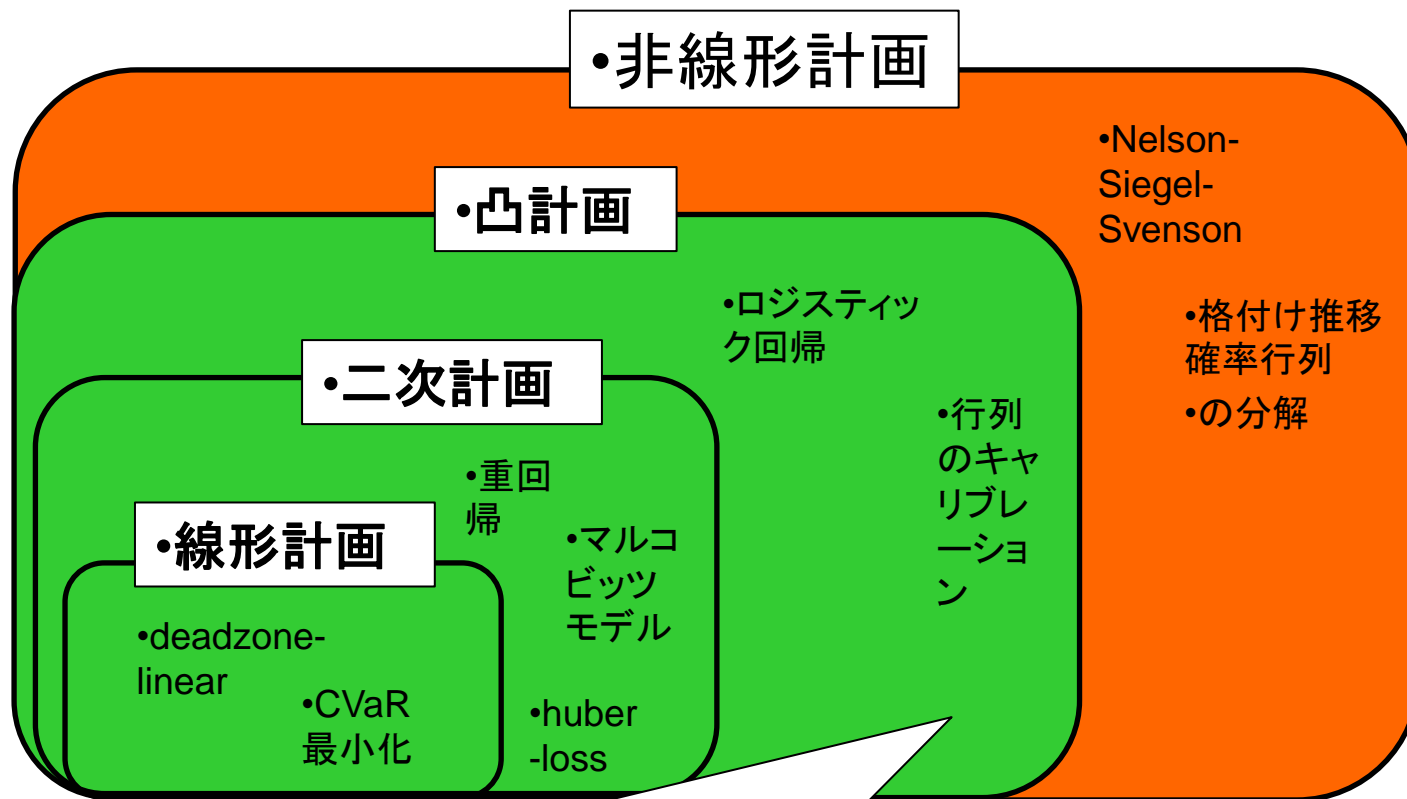 •非線形計画
•Nelson-
Siegel-
Svenson
•凸計画
•ロジスティッ
ク回帰
•格付け推移
確率行列
•の分解
•二次計画
•行列
のキャ
リブレ
ーショ
ン
•重回
帰
•線形計画
•マルコ
ビッツ
モデル
•deadzone-
linear
•CVaR
最小化
•huber
-loss